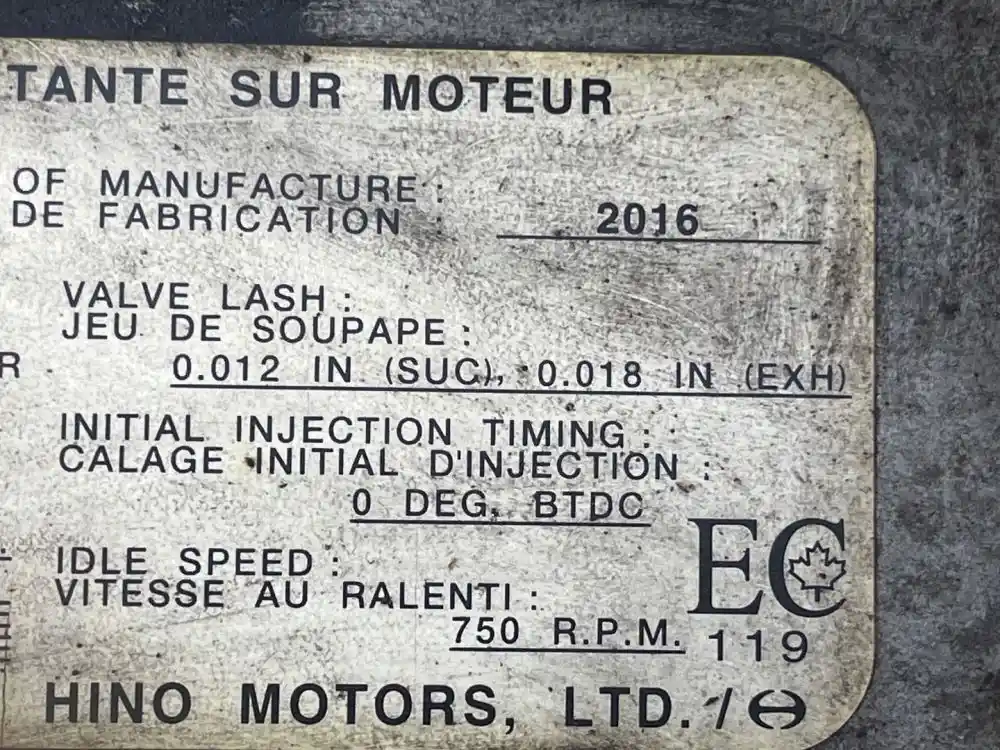 TANTE SUR MOTEUR
OF MANUFACTURE :
DE FABRICATION :
2016
VALVE LASH :
JEU DE SOUPAPE :
R
0.012 IN (SUC), 0.018 IN (EXH)
INITIAL INJECTION TIMING :
CALAGE INITIAL D'INJECTION :
0 DEG. BTDC
IDLE SPEED :
VITESSE AU RALENTI :
750 R.P.M.
EC
119
HINO MOTORS, LTD. /